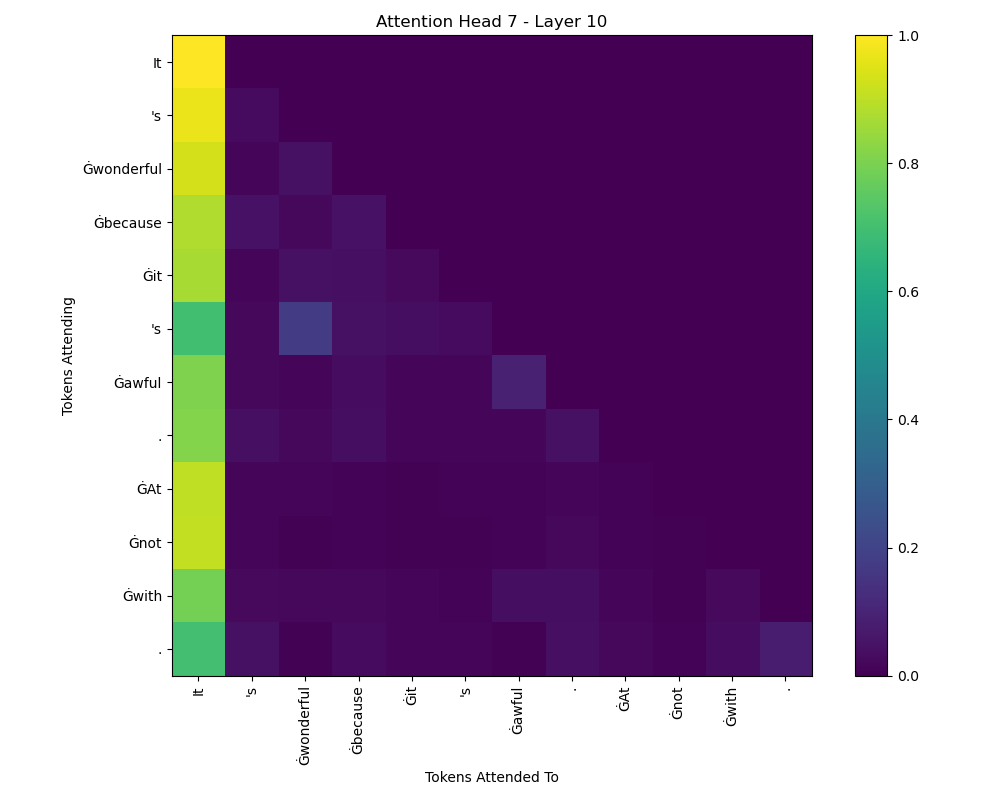 Attention Head 7 - Layer 10
Tokens Attending
It
's
Ġwonderful
Ġbecause
Ġit
's
Ġawful
.
ĠAt
Ġnot
Ġwith
.
It
's
Ġwonderful
Ġbecause
Ġit
's
Ġawful
.
ĠAt
Ġnot
Ġwith
.
Tokens Attended To
1.0
0.8
0.6
0.4
0.2
0.0